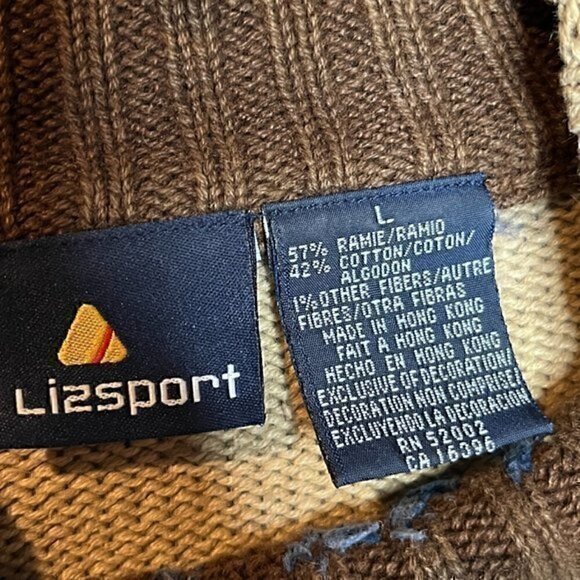 Lizsport
L
57% RAMIE/RAMIO
42% COTTON/COTON/
ALGODON
1% OTHER FIBERS/AUTRE
FIBRES/OTRA FIBRAS
MADE IN HONG KONG
FAIT A HONG KONG
HECHO EN HONG KONG
EXCLUSIVE OF DECORATION/
DECORATION NON COMPRISE/
EXCLUYENDO LA DECORACION
RN 52002
CA 16396